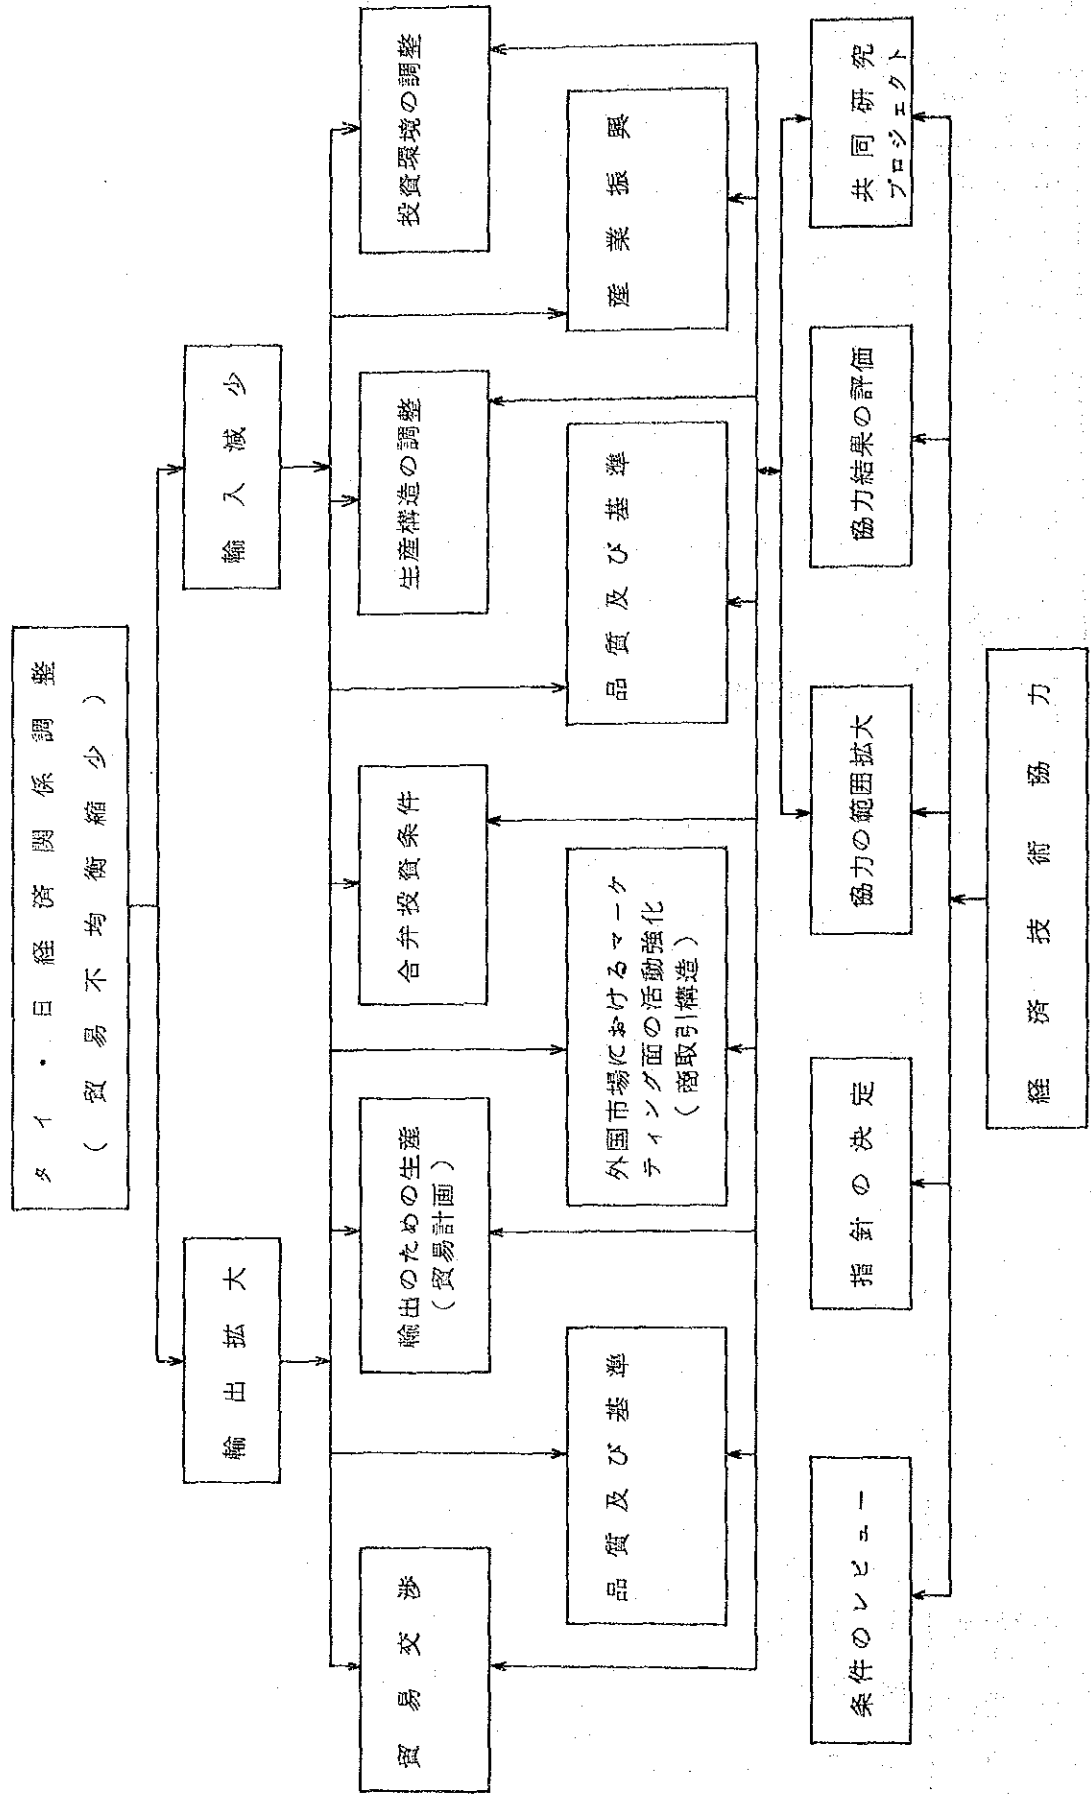 タイ・日経済関係調整
（貿易不均衡縮少）
輸出拡大
輸入減少
貿易交渉
輸出のための生産
（貿易計画）
合弁投資条件
生産構造の調整
投資環境の調整
品質及び基準
外国市場におけるマーケ
ティング面の活動強化
（商取引構造）
品質及び基準
産業振興
条件のレビュー
指針の決定
協力の範囲拡大
協力結果の評価
共同研究
プロジェクト
経済技術協力